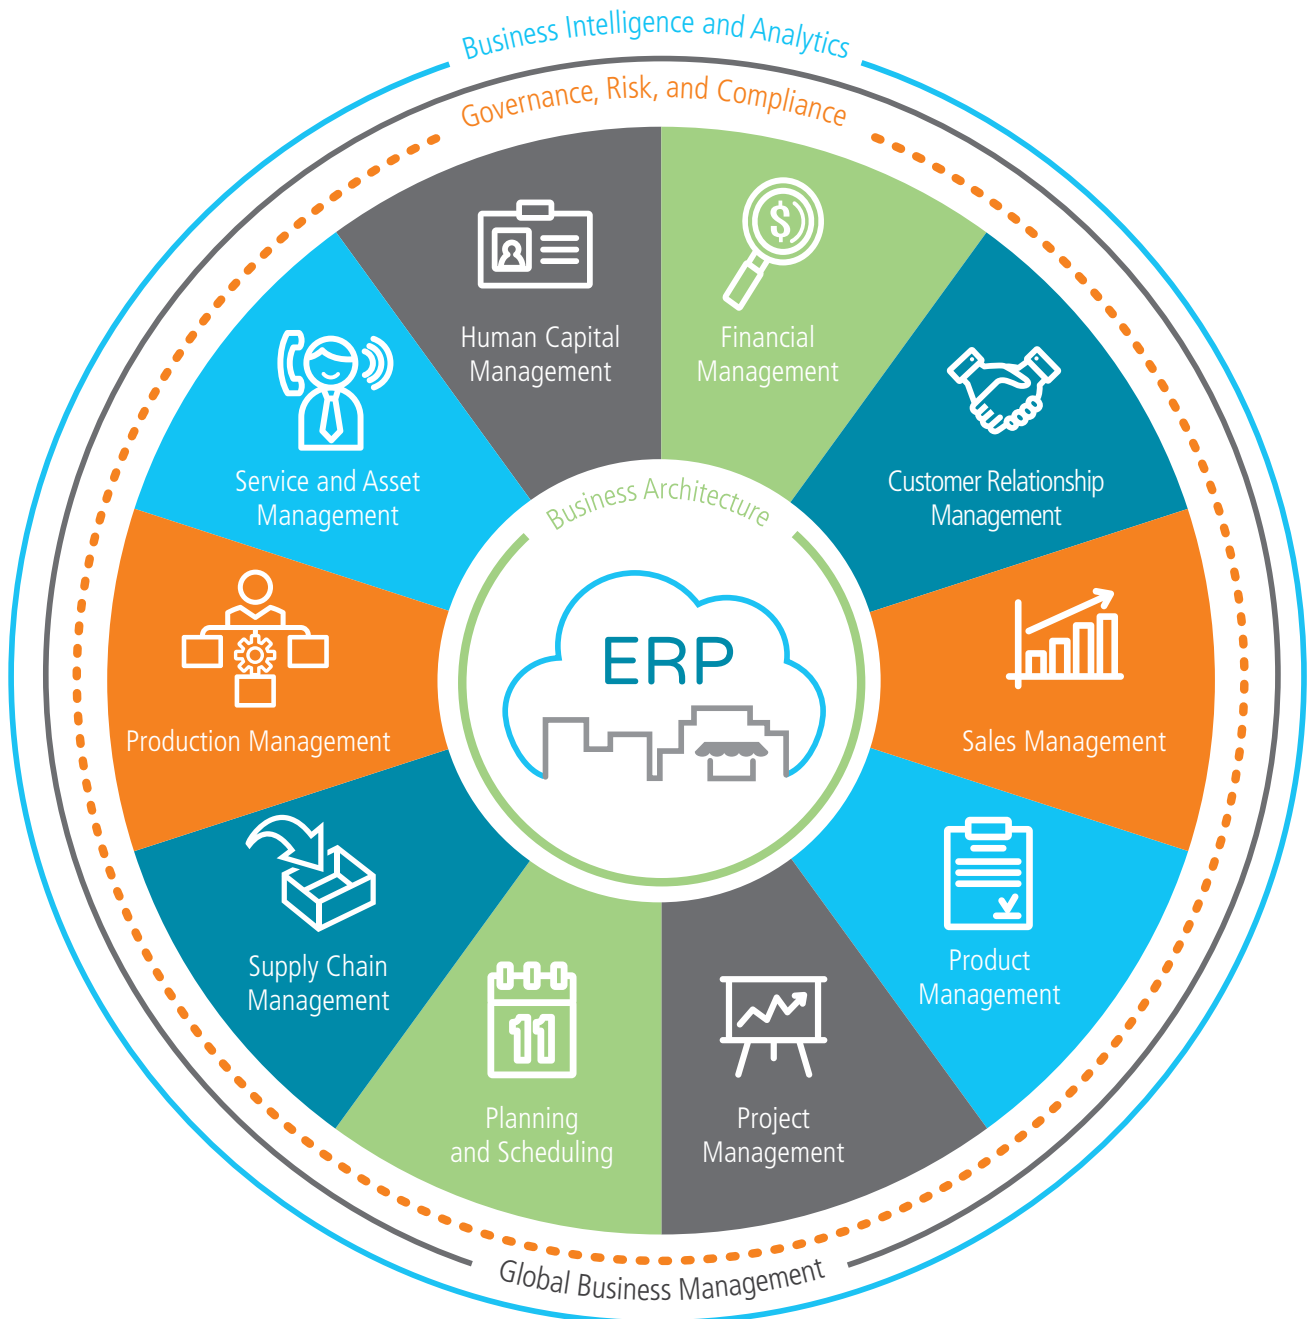 Business Intelligence and Analytics
Governance, Risk, and Compliance
Human Capital
Management
$
Financial
Management
Customer Relationship
Management
Sales Management
Product
Management
Project
Management
11
Planning
and Scheduling
Supply Chain
Management
Production Management
Service and Asset
Management
Business Architecture
ERP
Global Business Management